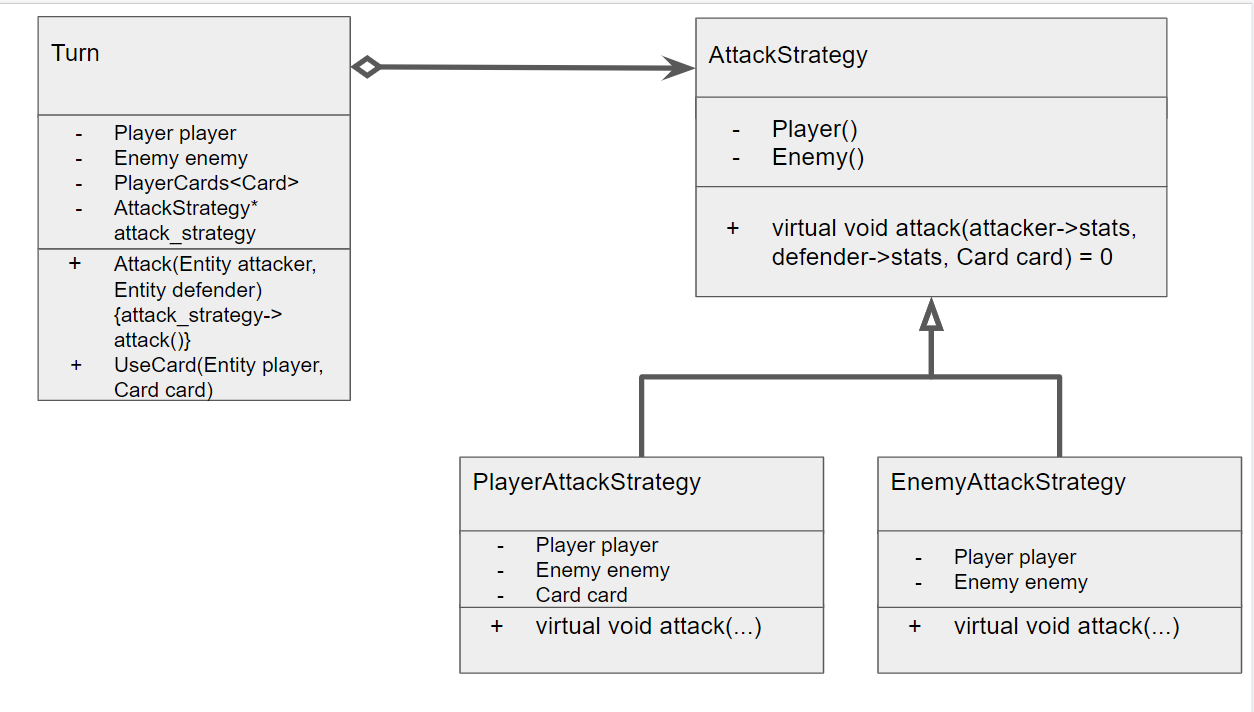 Turn
- Player player
- Enemy enemy
- PlayerCards<Card>
- AttackStrategy*
attack_strategy
+ Attack(Entity attacker,
Entity defender)
{attack_strategy->
attack()}
+ UseCard(Entity player,
Card card)
AttackStrategy
- Player()
- Enemy()
+ virtual void attack(attacker->stats,
defender->stats, Card card) = 0
PlayerAttackStrategy
- Player player
- Enemy enemy
- Card card
+ virtual void attack(...)
EnemyAttackStrategy
- Player player
- Enemy enemy
+ virtual void attack(...)